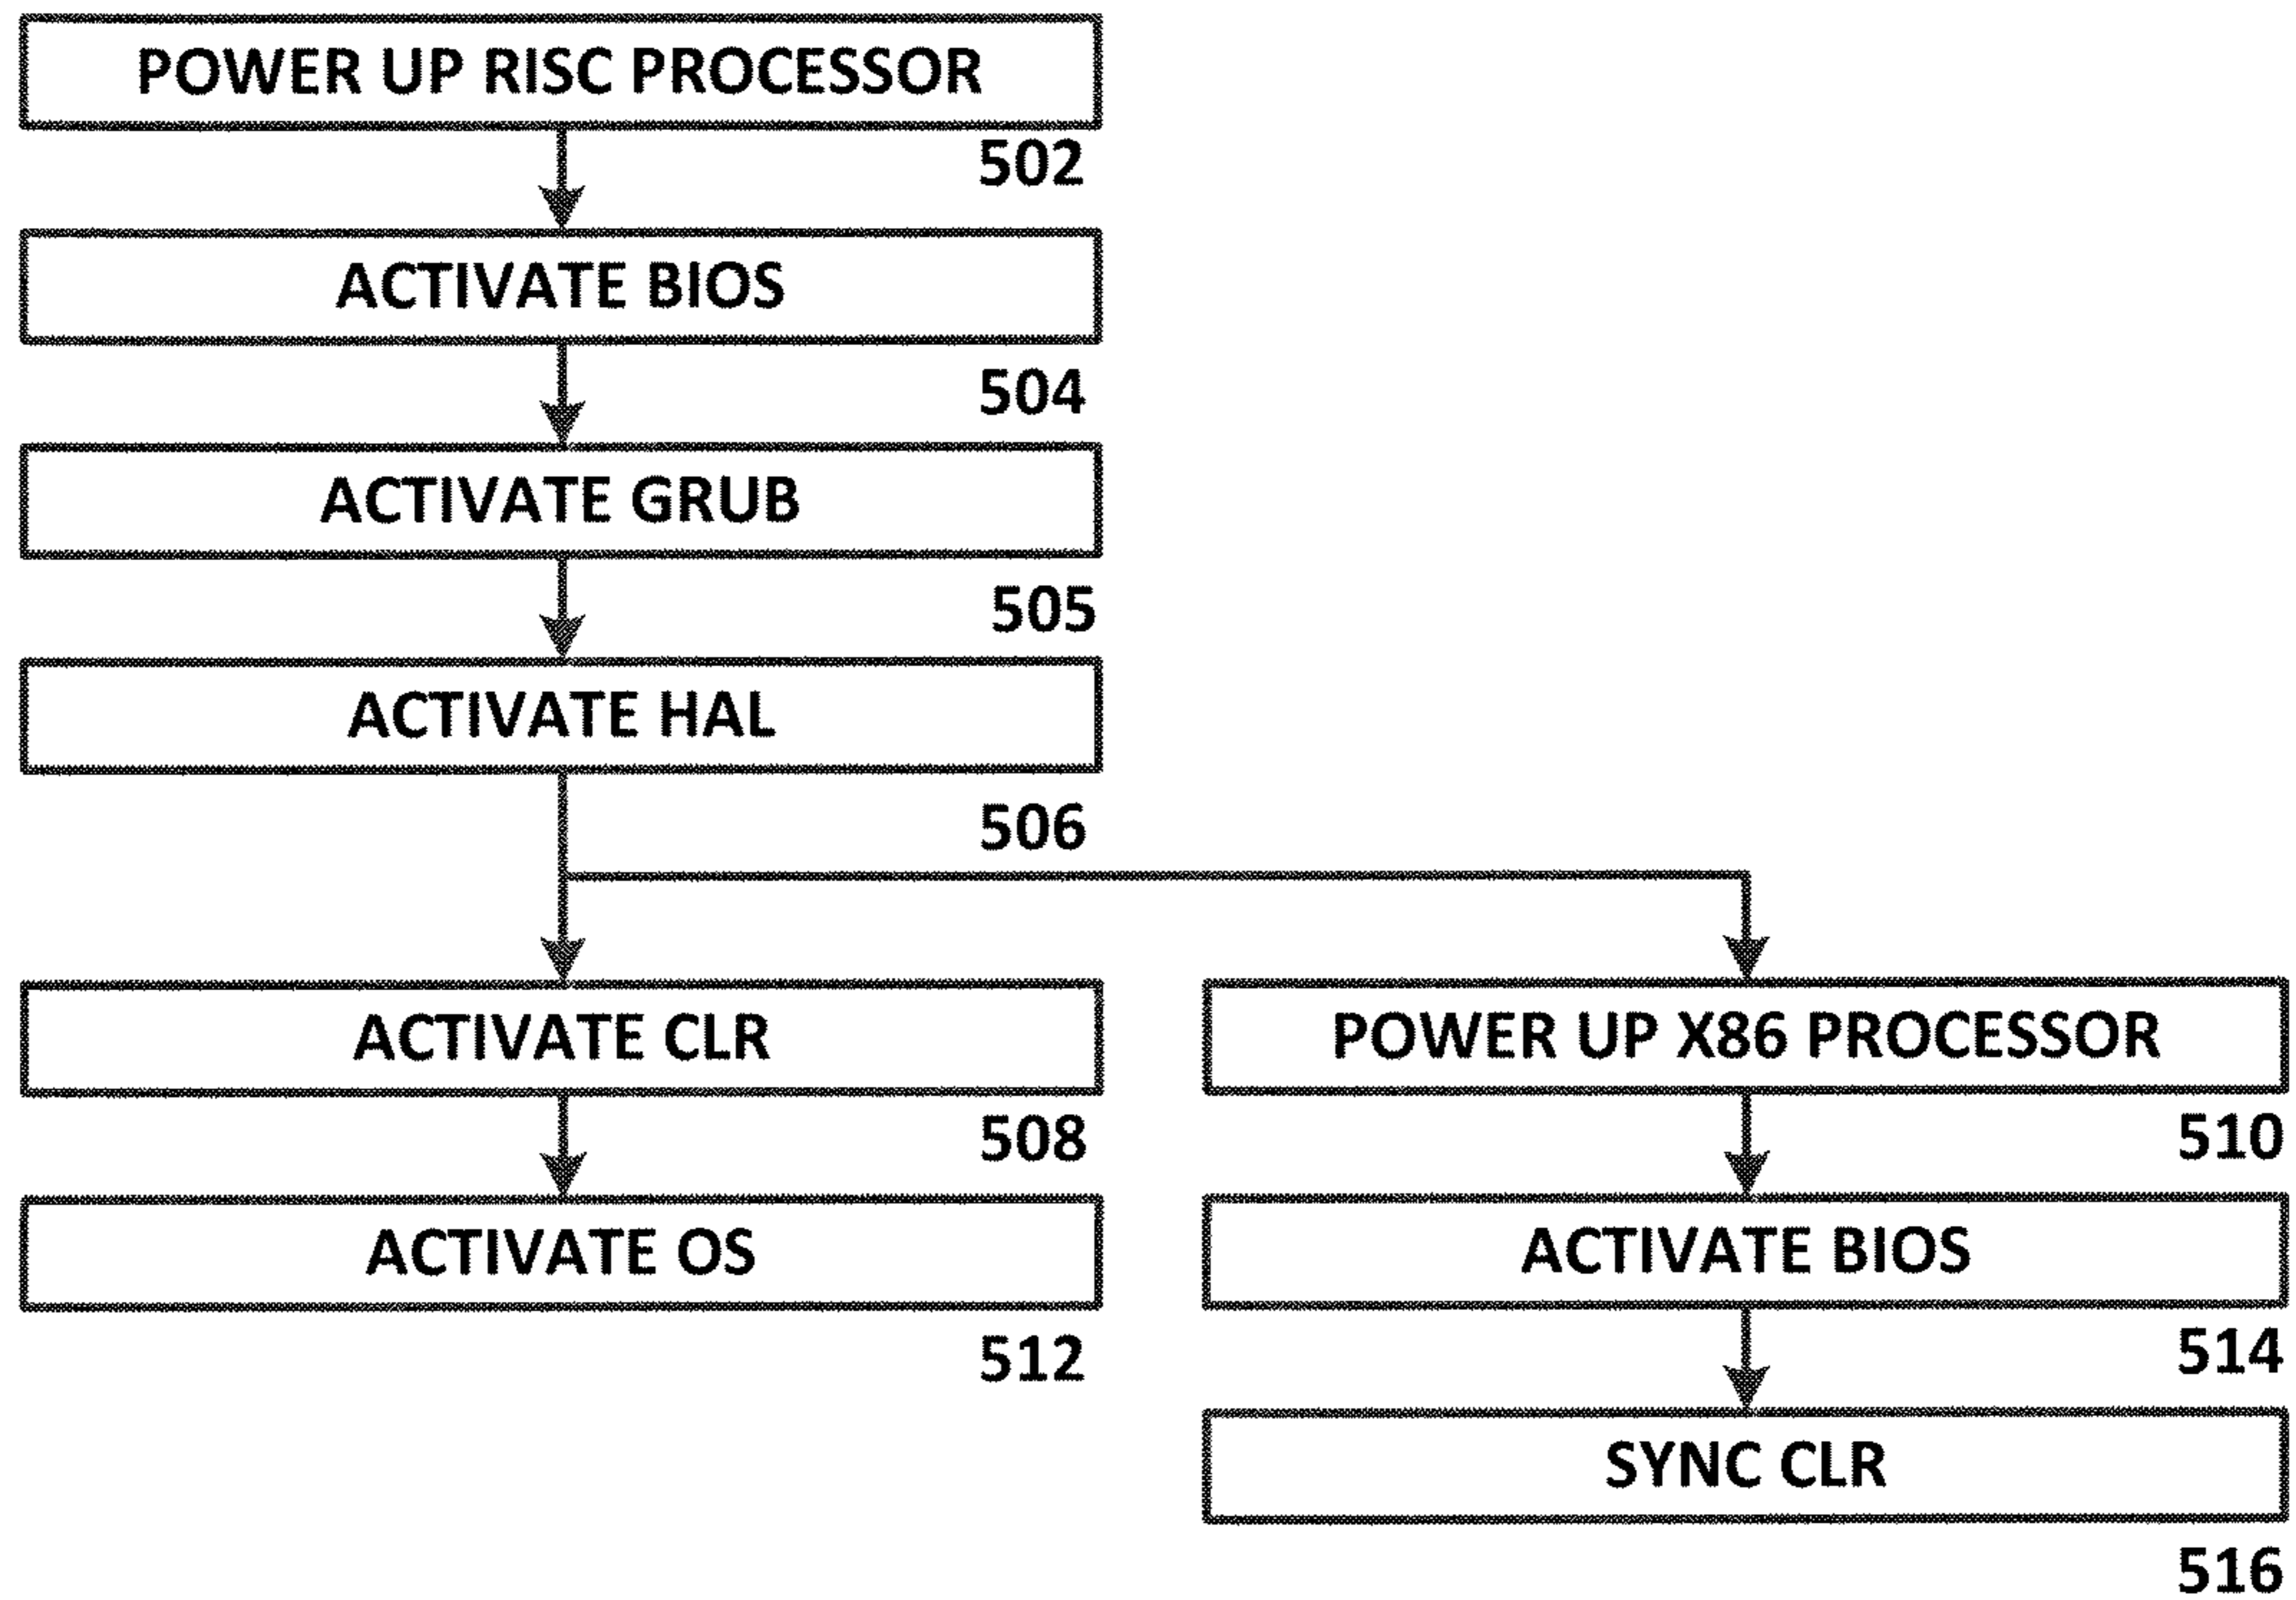 POWER UP RISC PROCESSOR
502
ACTIVATE BIOS
504
ACTIVATE GRUB
505
ACTIVATE HAL
506
ACTIVATE CLR
508
ACTIVATE OS
512
POWER UP X86 PROCESSOR
510
ACTIVATE BIOS
514
SYNC CLR
516